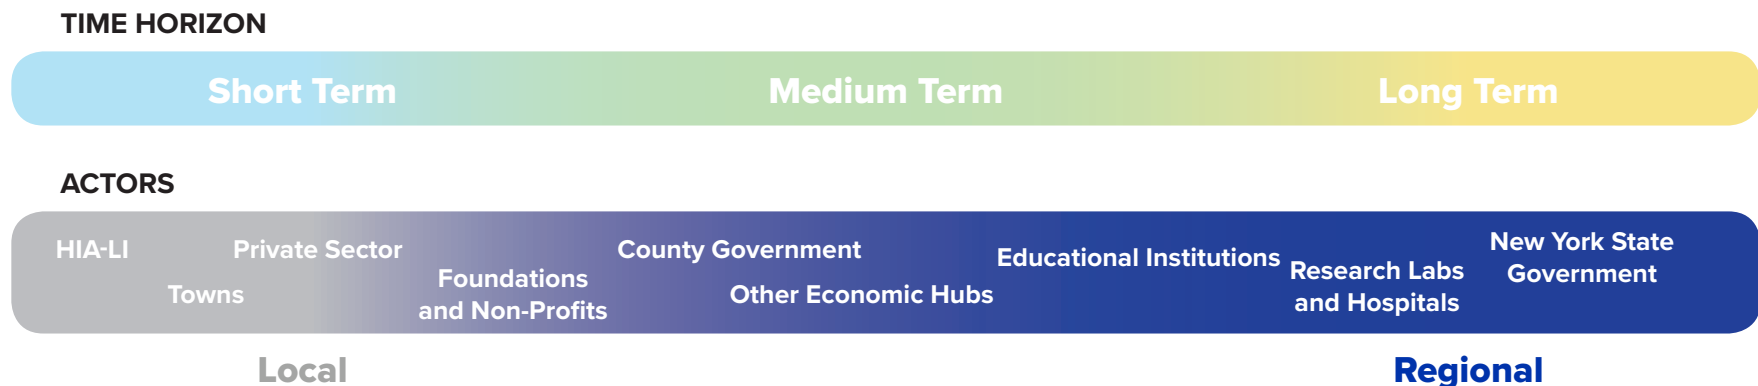 TIME HORIZON
Short Term
Medium Term
Long Term
ACTORS
HIA-LI
Towns
Private Sector
Foundations
and Non-Profits
County Government
Other Economic Hubs
Educational Institutions
Research Labs
and Hospitals
New York State
Government
Local
Regional